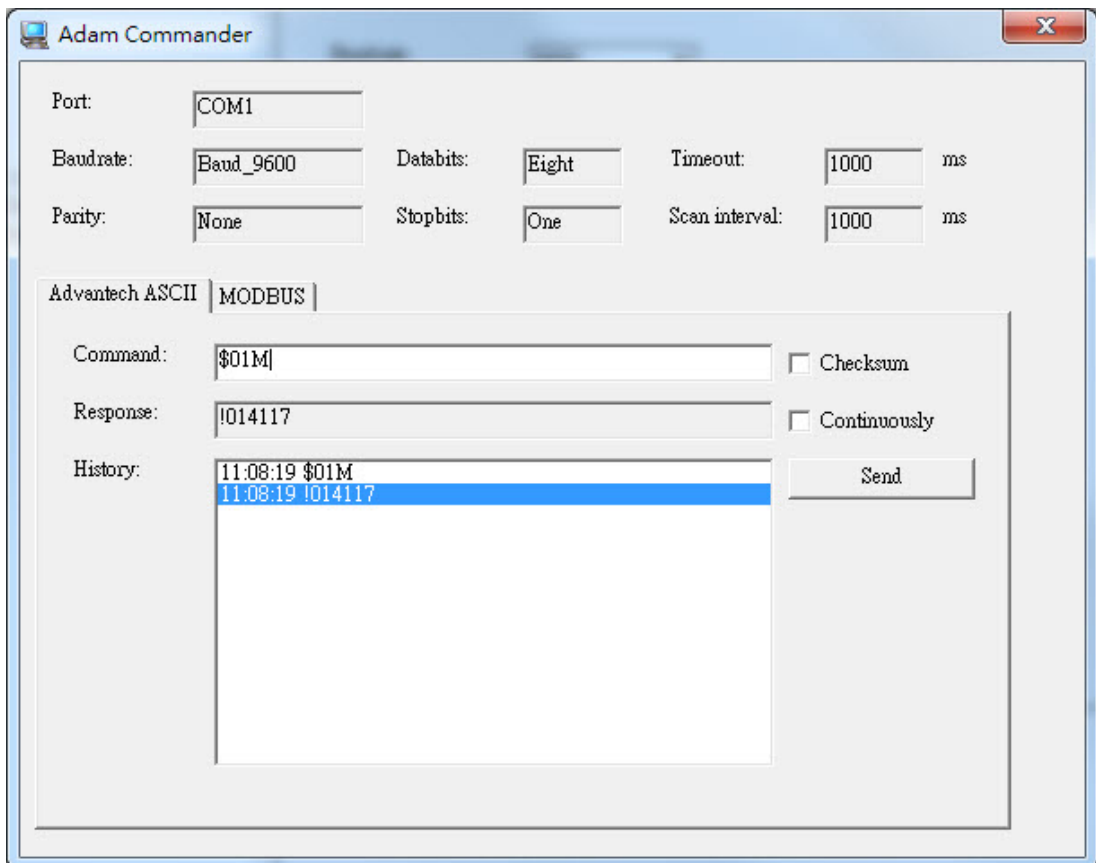 Adam Commander
Port: COM1
Baudrate: Baud_9600 Databits: Eight Timeout: 1000 ms
Parity: None Stopbits: One Scan interval: 1000 ms
Advantech ASCII MODBUS
Command: $01M Checksum
Response: !014117 Continuously
History: 11:08:19 $01M Send
11:08:19 !014117